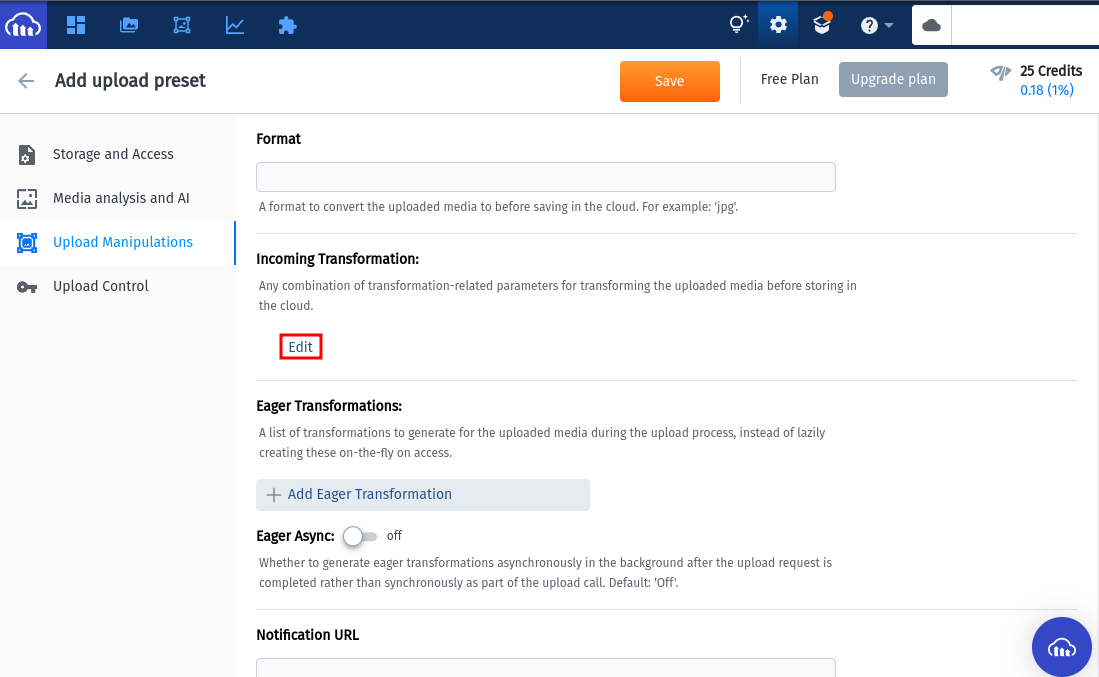 Add upload preset
Save
Free Plan
Upgrade plan
25 Credits
0.18 (1%)
Storage and Access
Media analysis and AI
Upload Manipulations
Upload Control
Format
A format to convert the uploaded media to before saving in the cloud. For example: 'jpg'.
Incoming Transformation:
Any combination of transformation-related parameters for transforming the uploaded media before storing in
the cloud.
Edit
Eager Transformations:
A list of transformations to generate for the uploaded media during the upload process, instead of lazily
creating these on-the-fly on access.
Add Eager Transformation
Eager Async: off
Whether to generate eager transformations asynchronously in the background after the upload request is
completed rather than synchronously as part of the upload call. Default: 'Off'.
Notification URL